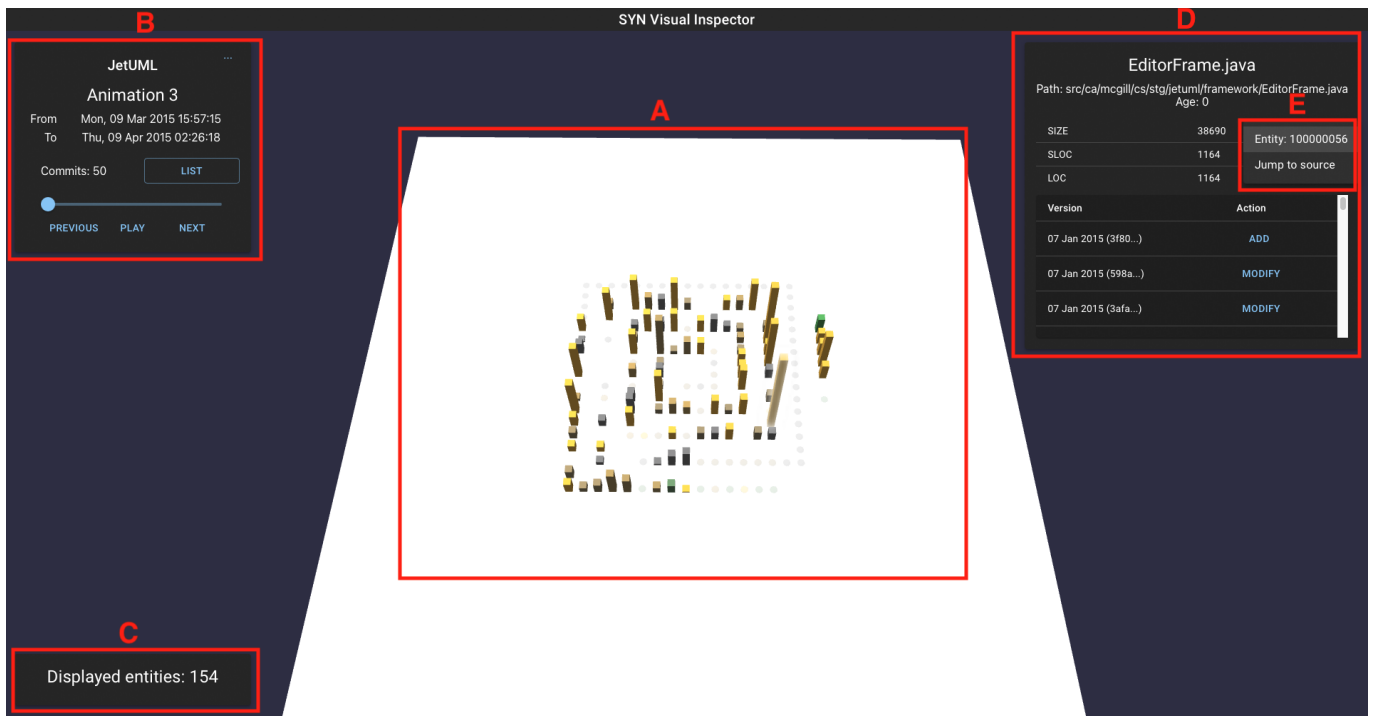 SYN Visual Inspector
B
JetUML
...
Animation 3
From Mon, 09 Mar 2015 15:57:15
To Thu, 09 Apr 2015 02:26:18
Commits: 50 LIST
PREVIOUS PLAY NEXT
A
D
EditorFrame.java
Path: src/ca/mcgill/cs/stg/jetuml/framework/EditorFrame.java
Age: 0
E
SIZE 38690
SLOC 1164
LOC 1164
Entity: 100000056
Jump to source
Version Action
07 Jan 2015 (3f80...) ADD
07 Jan 2015 (598a...) MODIFY
07 Jan 2015 (3afa...) MODIFY
C
Displayed entities: 154